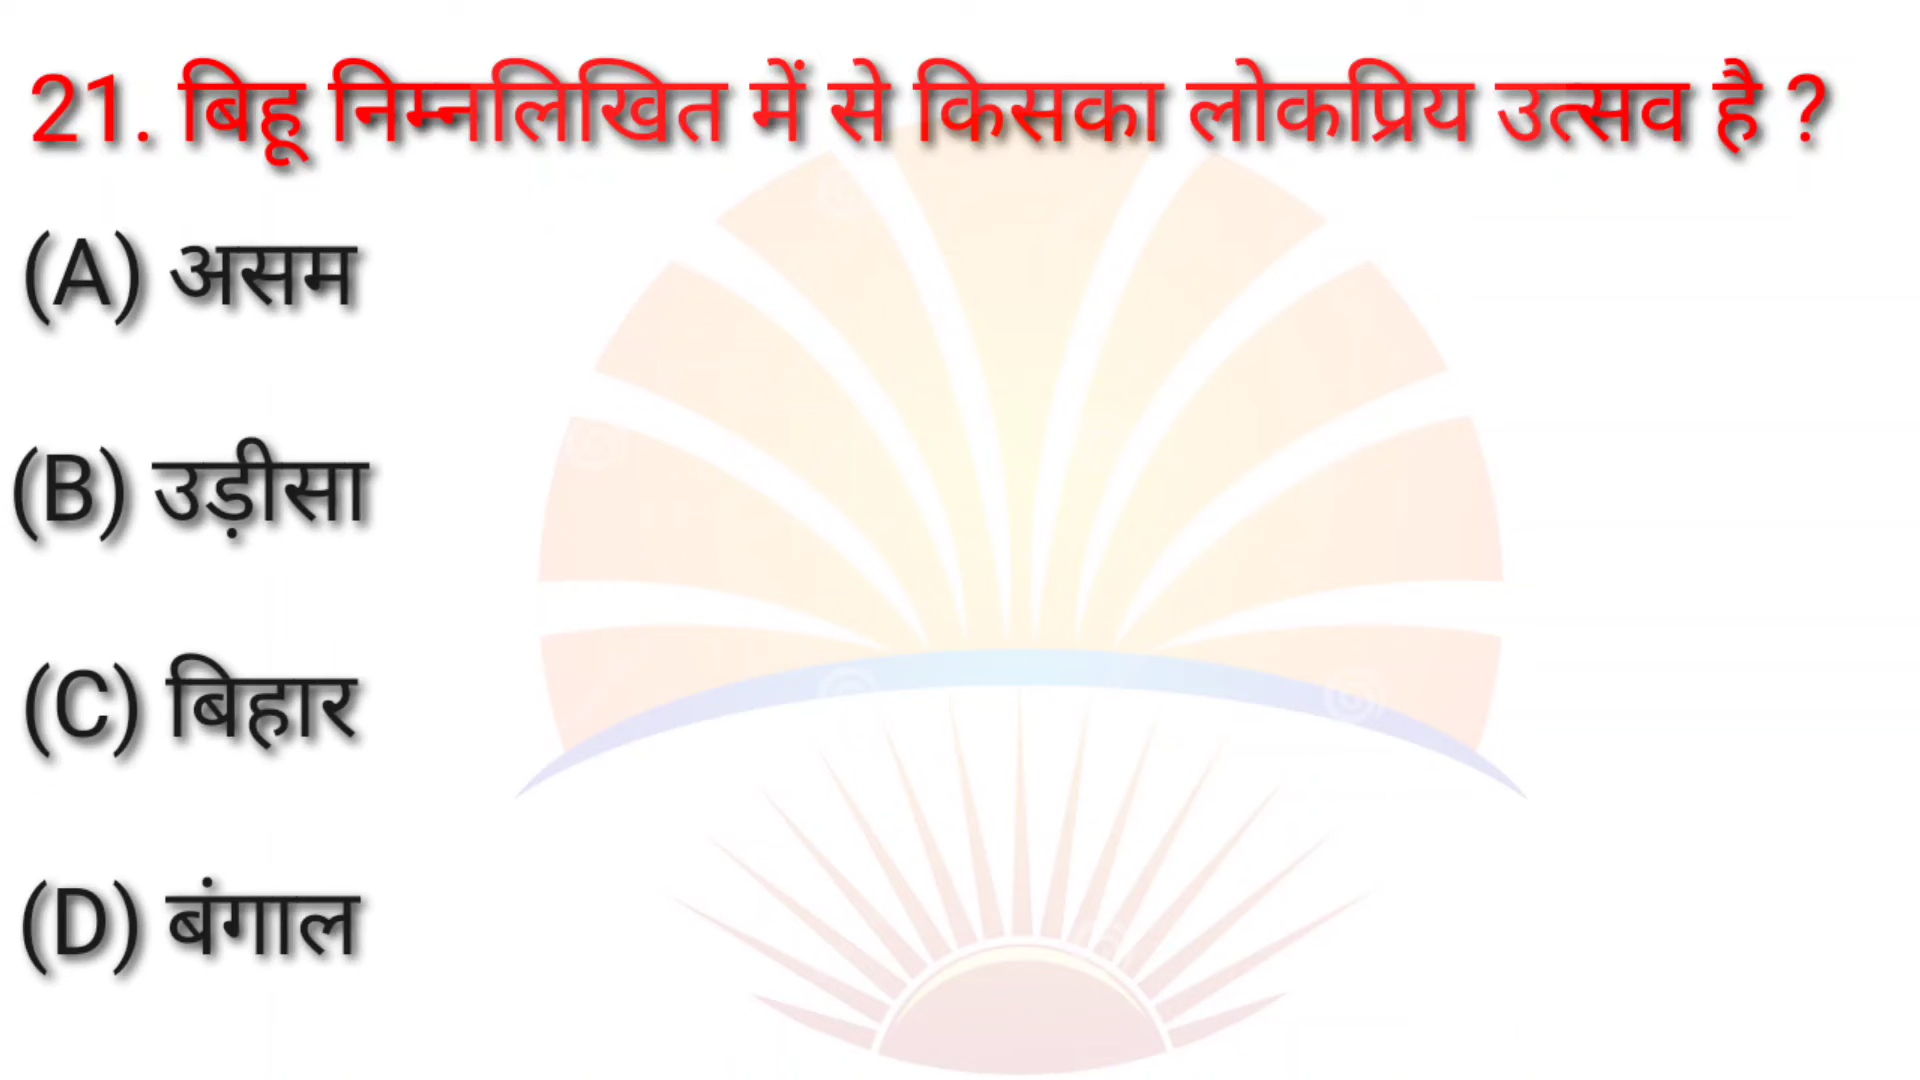 21. बिहू निम्नलिखित में से किसका लोकप्रिय उत्सव है ?
(A) असम
(B) उड़ीसा
(C) बिहार
(D) बंगाल